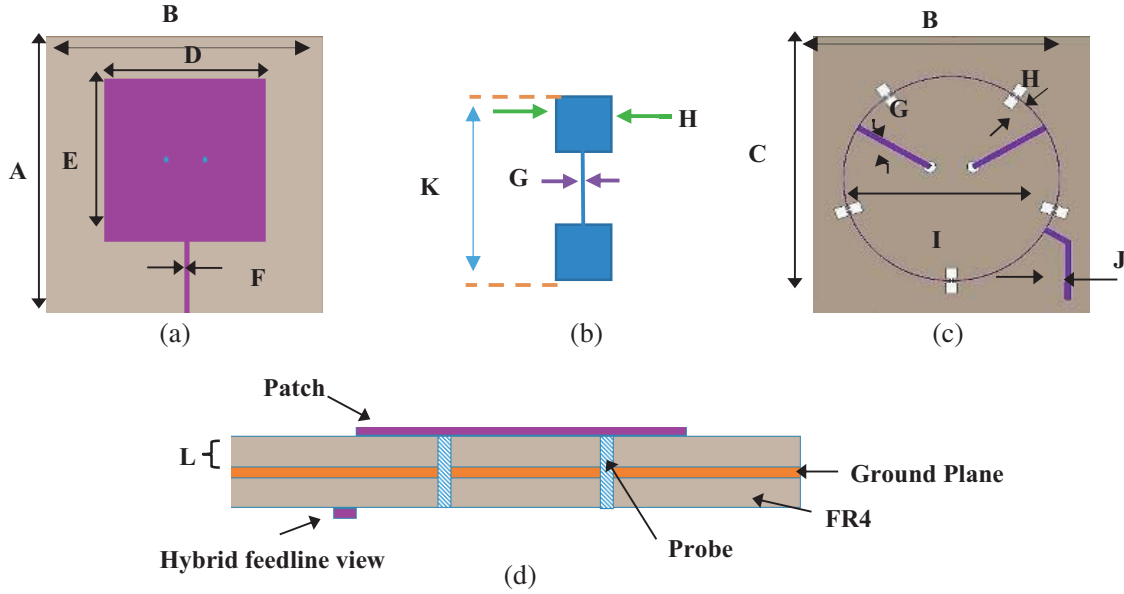 B
D
A
E
F
(a)
K
G
H
(b)
B
H
G
C
I
J
(c)
Patch
L
Ground Plane
FR4
Probe
Hybrid feedline view
(d)